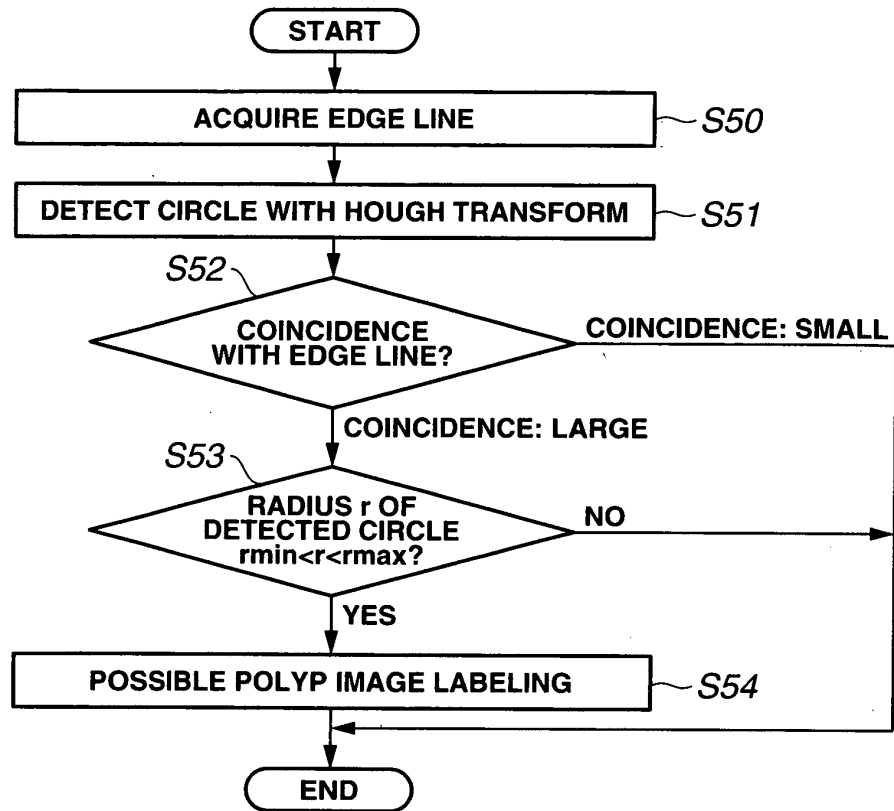 START
ACQUIRE EDGE LINE
S50
DETECT CIRCLE WITH HOUGH TRANSFORM
S51
S52
COINCIDENCE
WITH EDGE LINE?
COINCIDENCE: SMALL
COINCIDENCE: LARGE
S53
RADIUS r OF
DETECTED CIRCLE
rmin<r<rmax?
NO
YES
POSSIBLE POLYP IMAGE LABELING
S54
END